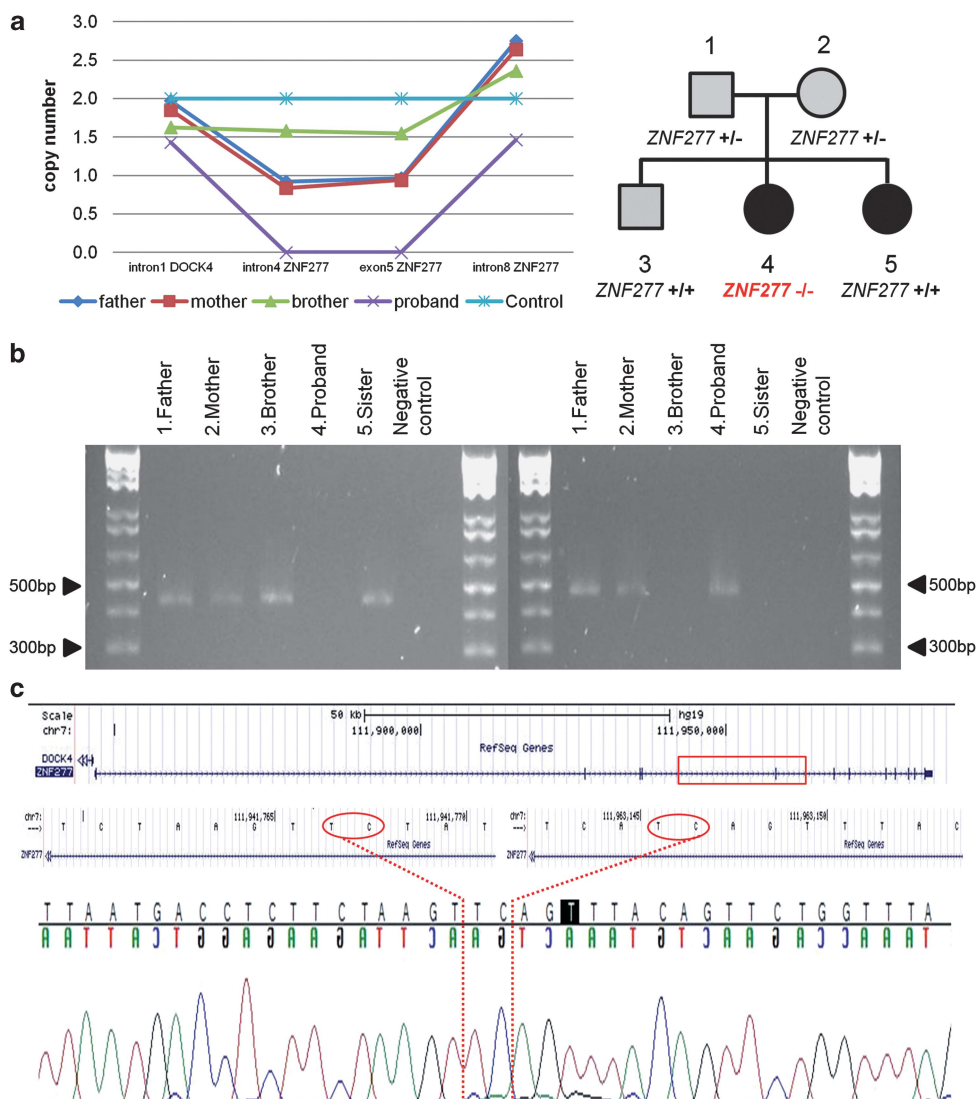 a
3.0
2.5
2.0
1.5
1.0
0.5
0.0
copy number
intron1 DOCK4 intron4 ZNF277 exon5 ZNF277 intron8 ZNF277
father mother brother proband Control
1 2
ZNF277 +/- ZNF277 +/-
3 4 5
ZNF277 +/+ ZNF277 -/- ZNF277 +/+
b
1.Father
2.Mother
3.Brother
4.Proband
5.Sister
Negative
control
1.Father
2.Mother
3.Brother
4.Proband
5.Sister
Negative
control
500bp 500bp
300bp 300bp
c
Scale 50 kb hg19
chr7: 111,900,000 111,950,000
RefSeq Genes
DOCK4
ZNF277
chr7: 111,941,765 111,941,770
---> T C T A A G T T C T A T
RefSeq Genes
ZNF277
chr7: 111,963,145 111,963,150
---> T C A T C A G T T T A C
RefSeq Genes
ZNF277
T T A A T G A C C T C T T C T A A G T T C A G T T T A C A G T T C T G G T T T A
A A T T A C T G G A G A A G A T T C A A G T C A A A T G T C A A G A C C A A A T